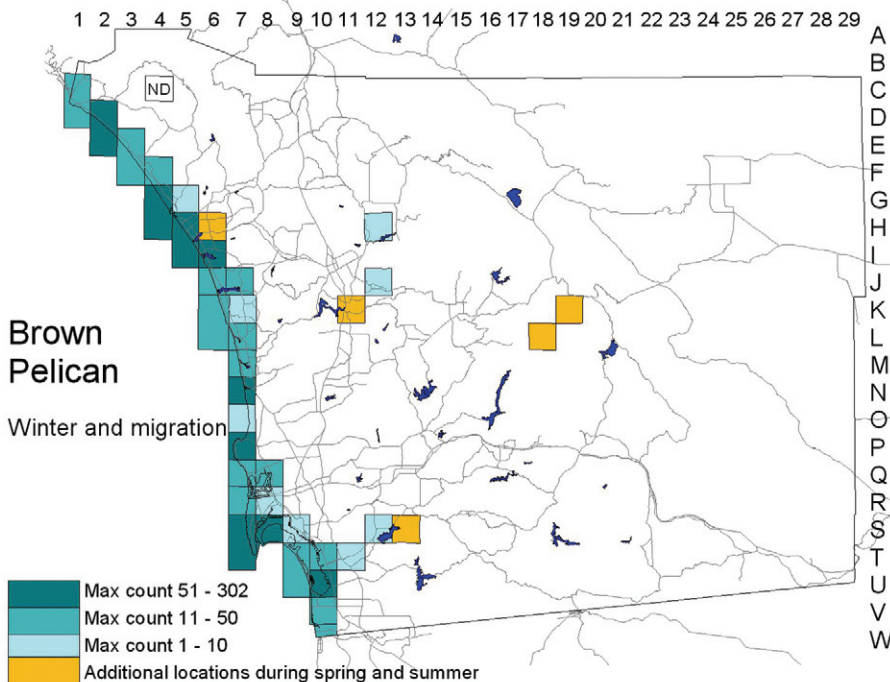 1 2 3 4 5 6 7 8 9 10 11 12 13 14 15 16 17 18 19 20 21 22 23 24 25 26 27 28 29
A
B
C
D
E
F
G
H
I
J
K
L
M
N
O
P
Q
R
S
T
U
V
W
ND
Brown
Pelican
Winter and migration
Max count 51 - 302
Max count 11 - 50
Max count 1 - 10
Additional locations during spring and summer